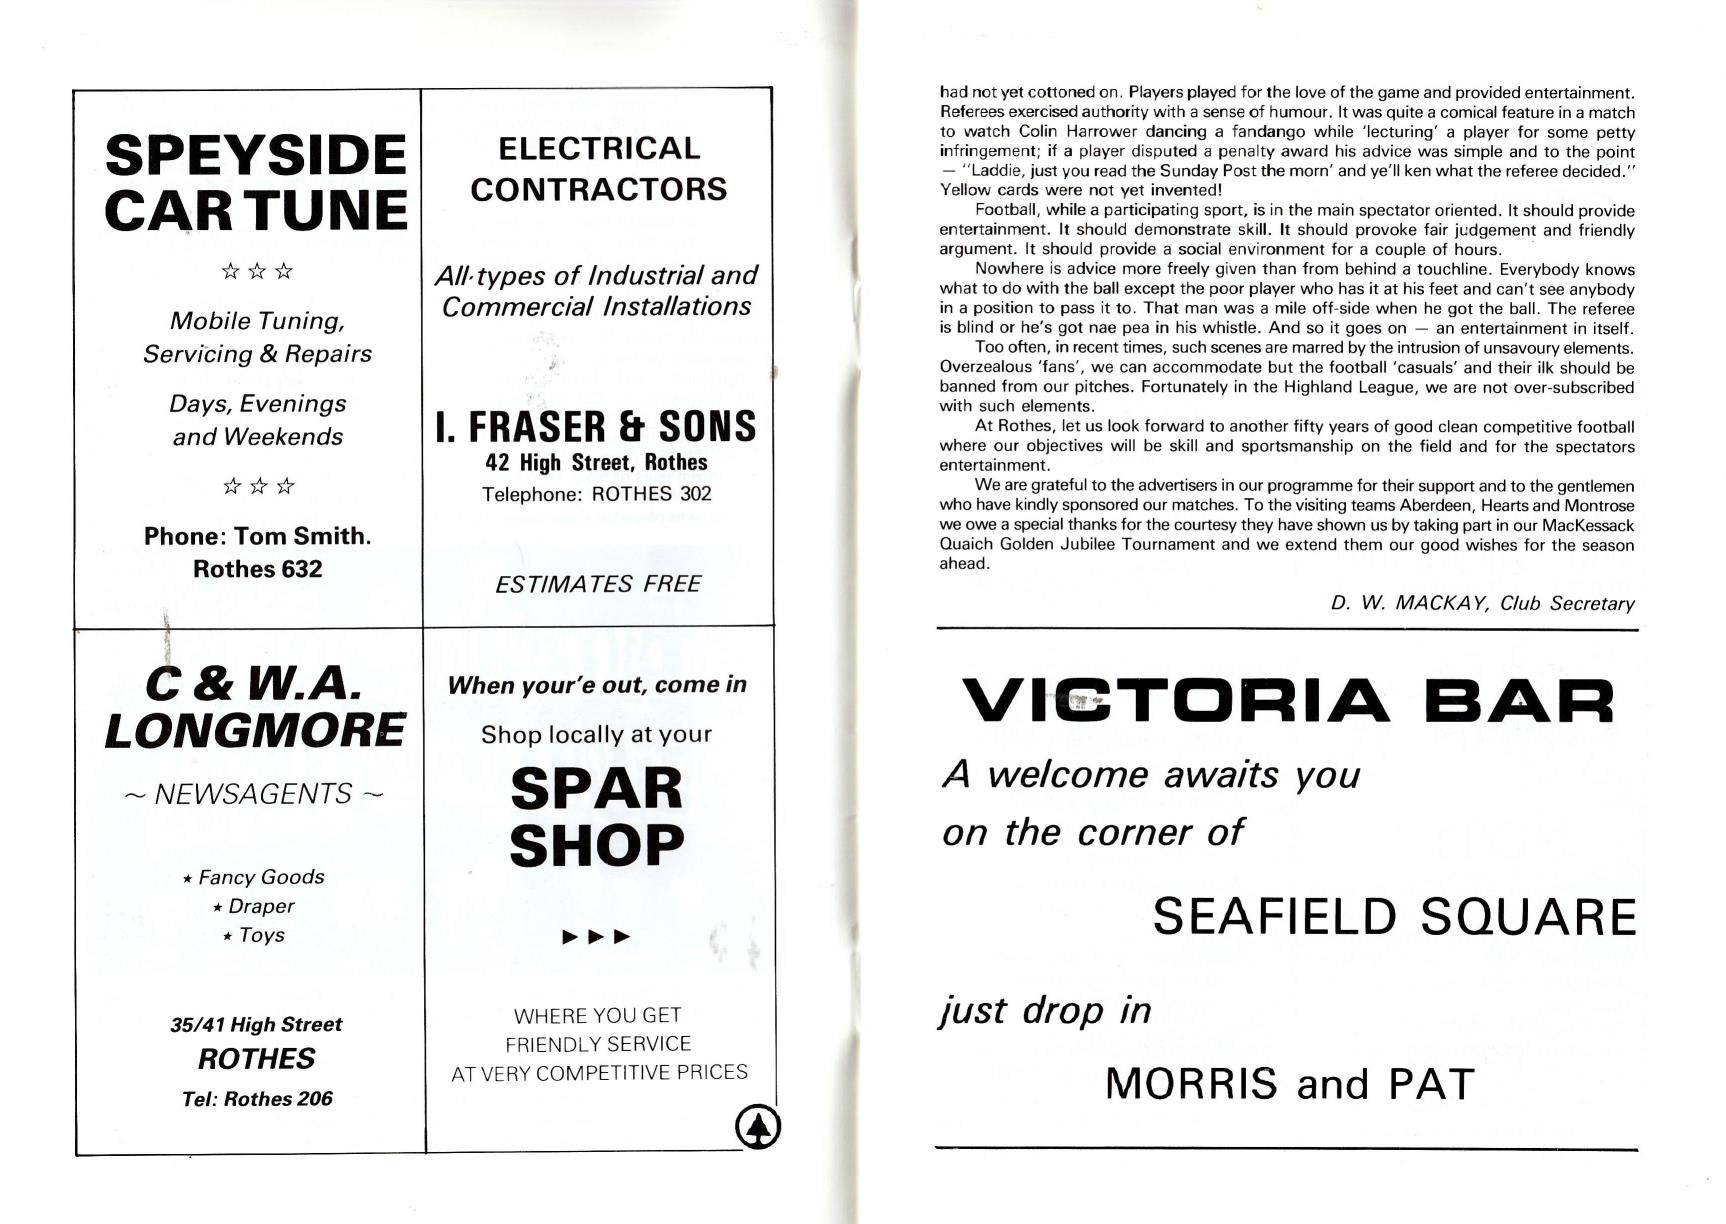 SPEYSIDE
CAR TUNE
☆ ☆ ☆
Mobile Tuning,
Servicing & Repairs
Days, Evenings
and Weekends
☆ ☆ ☆
Phone: Tom Smith.
Rothes 632
ELECTRICAL
CONTRACTORS
All types of Industrial and
Commercial Installations
I. FRASER & SONS
42 High Street, Rothes
Telephone: ROTHES 302
ESTIMATES FREE
C & W.A.
LONGMORE
~ NEWSAGENTS ~
★ Fancy Goods
★ Draper
★ Toys
35/41 High Street
ROTHES
Tel: Rothes 206
When your'e out, come in
Shop locally at your
SPAR
SHOP
►►►
WHERE YOU GET
FRIENDLY SERVICE
AT VERY COMPETITIVE PRICES
had not yet cottoned on. Players played for the love of the game and provided entertainment.
Referees exercised authority with a sense of humour. It was quite a comical feature in a match
to watch Colin Harrower dancing a fandango while 'lecturing' a player for some petty
infringement; if a player disputed a penalty award his advice was simple and to the point
— "Laddie, just you read the Sunday Post the morn' and ye'll ken what the referee decided."
Yellow cards were not yet invented!
Football, while a participating sport, is in the main spectator oriented. It should provide
entertainment. It should demonstrate skill. It should provoke fair judgement and friendly
argument. It should provide a social environment for a couple of hours.
Nowhere is advice more freely given than from behind a touchline. Everybody knows
what to do with the ball except the poor player who has it at his feet and can't see anybody
in a position to pass it to. That man was a mile off-side when he got the ball. The referee
is blind or he's got nae pea in his whistle. And so it goes on — an entertainment in itself.
Too often, in recent times, such scenes are marred by the intrusion of unsavoury elements.
Overzealous 'fans', we can accommodate but the football 'casuals' and their ilk should be
banned from our pitches. Fortunately in the Highland League, we are not over-subscribed
with such elements.
At Rothes, let us look forward to another fifty years of good clean competitive football
where our objectives will be skill and sportsmanship on the field and for the spectators
entertainment.
We are grateful to the advertisers in our programme for their support and to the gentlemen
who have kindly sponsored our matches. To the visiting teams Aberdeen, Hearts and Montrose
we owe a special thanks for the courtesy they have shown us by taking part in our MacKessack
Quaich Golden Jubilee Tournament and we extend them our good wishes for the season
ahead.
D. W. MACKAY, Club Secretary
VICTORIA BAR
A welcome awaits you
on the corner of
SEAFIELD SQUARE
just drop in
MORRIS and PAT